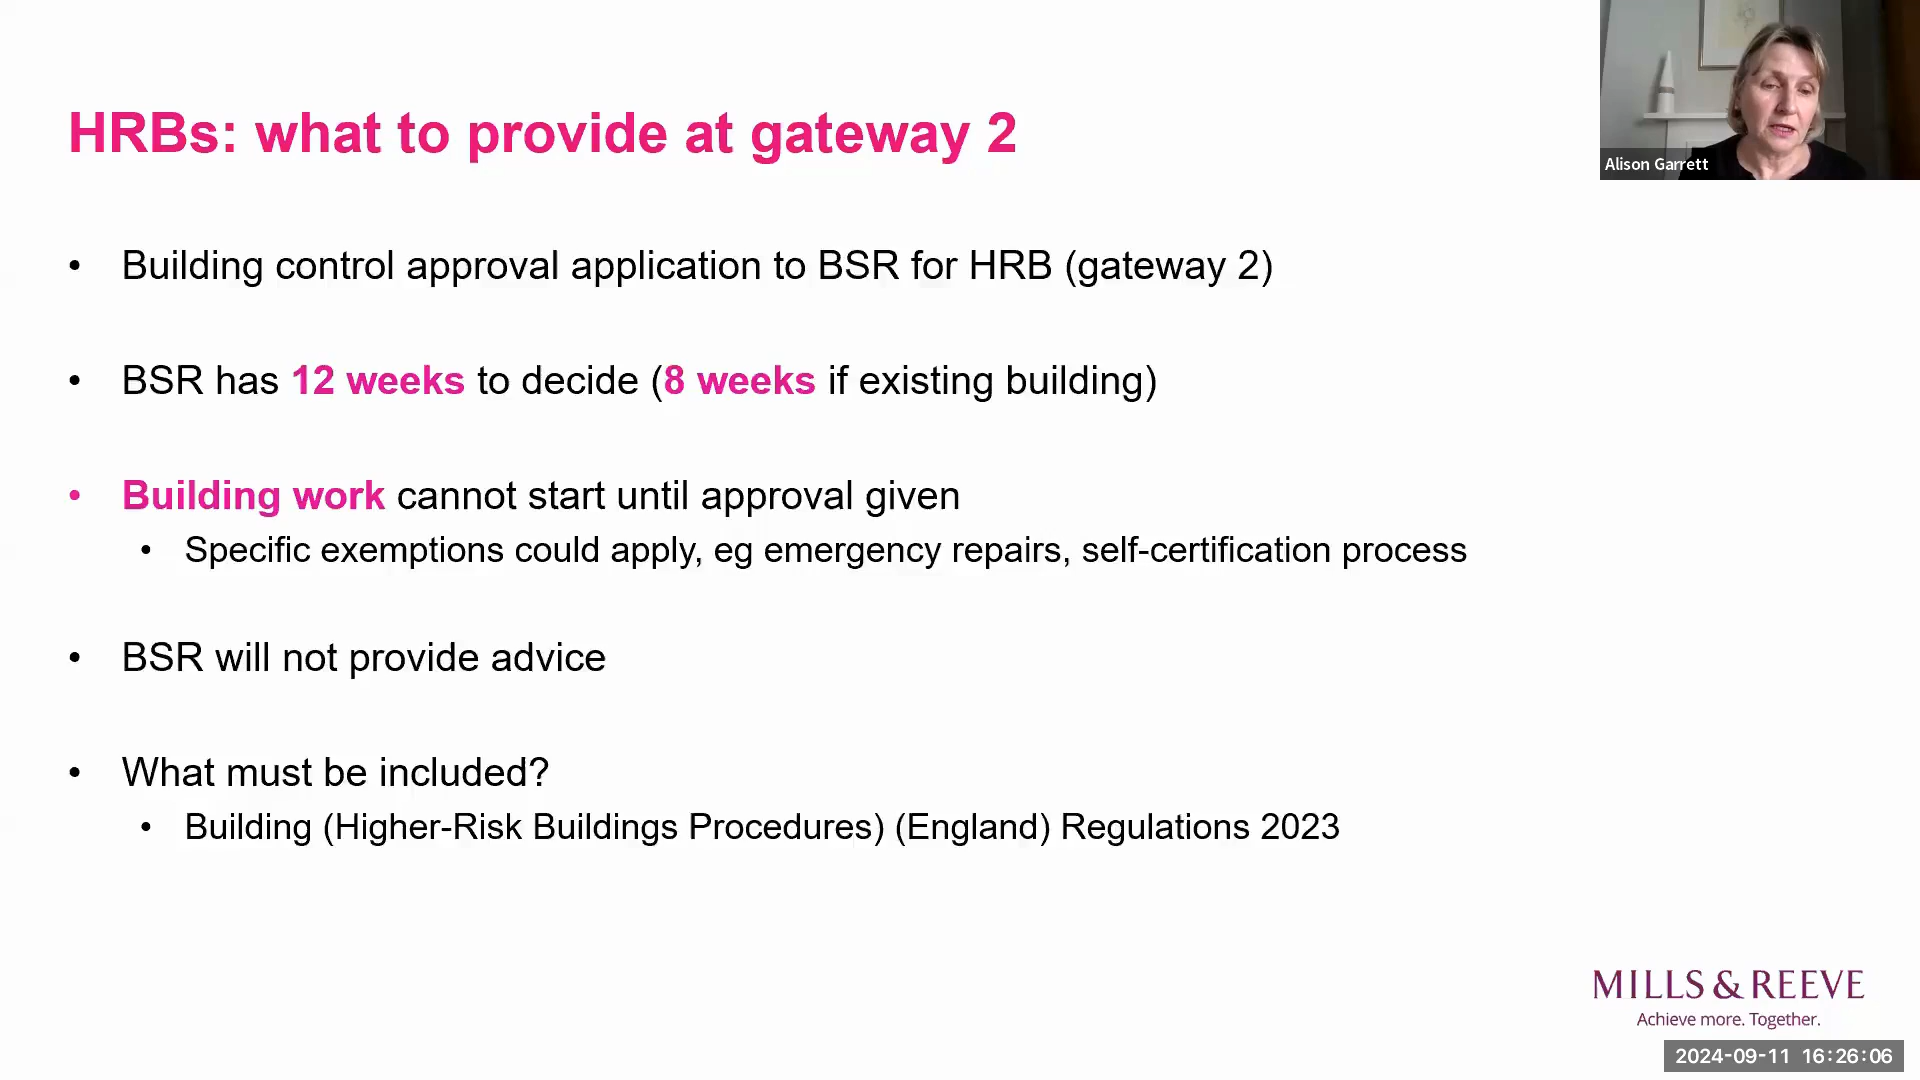 HRBs: what to provide at gateway 2
Alison Garrett
• Building control approval application to BSR for HRB (gateway 2)
• BSR has 12 weeks to decide (8 weeks if existing building)
• Building work cannot start until approval given
• Specific exemptions could apply, eg emergency repairs, self-certification process
• BSR will not provide advice
• What must be included?
• Building (Higher-Risk Buildings Procedures) (England) Regulations 2023
MILLS & REEVE
Achieve more. Together.
2024-09-11 16:26:06